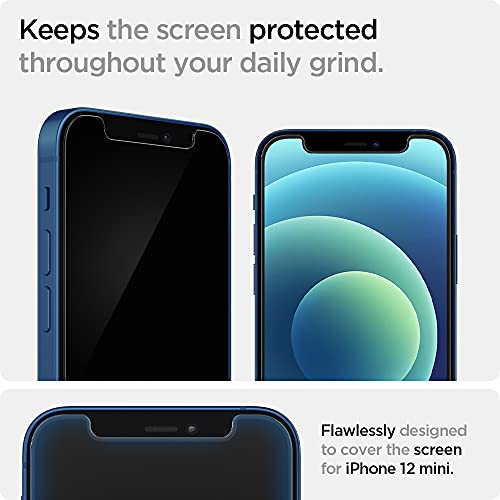 Keeps the screen protected
throughout your daily grind.
Flawlessly designed
to cover the screen
for iPhone 12 mini.